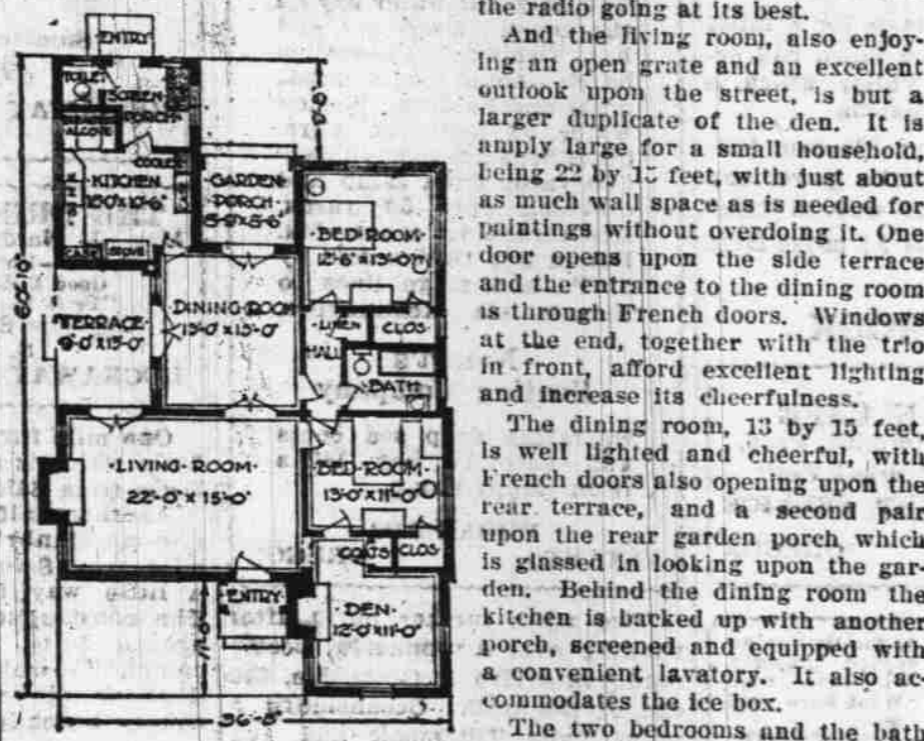 ENTRY
TOILET
SCREEN
PORCH
ALCOVE
COOLER
KITCHEN
GARDEN
PORCH
BED ROOM
12'-6" x 13'-0"
CASE
STOVE
DINING ROOM
13'-0" x 15'-0"
TERRACE
9'-0" x 15'-0"
LINEN
CLOS
HALL
BATH
LIVING ROOM
22'-0" x 15'-0"
BED ROOM
13'-0" x 11'-0"
COATS
CLOS
ENTRY
DEN
12'-0" x 11'-0"
60'-10"
36'-8"
the radio going at its best.
And the living room, also enjoy-
ing an open grate and an excellent
outlook upon the street, is but a
larger duplicate of the den. It is
amply large for a small household,
being 22 by 15 feet, with just about
as much wall space as is needed for
paintings without overdoing it. One
door opens upon the side terrace
and the entrance to the dining room
is through French doors. Windows
at the end, together with the trio
in front, afford excellent lighting
and increase its cheerfulness.
The dining room, 13 by 15 feet,
is well lighted and cheerful, with
French doors also opening upon the
rear terrace, and a second pair
upon the rear garden porch, which
is glassed in looking upon the gar-
den. Behind the dining room the
kitchen is backed up with another
porch, screened and equipped with
a convenient lavatory. It also ac-
commodates the ice box.
The two bedrooms and the bath